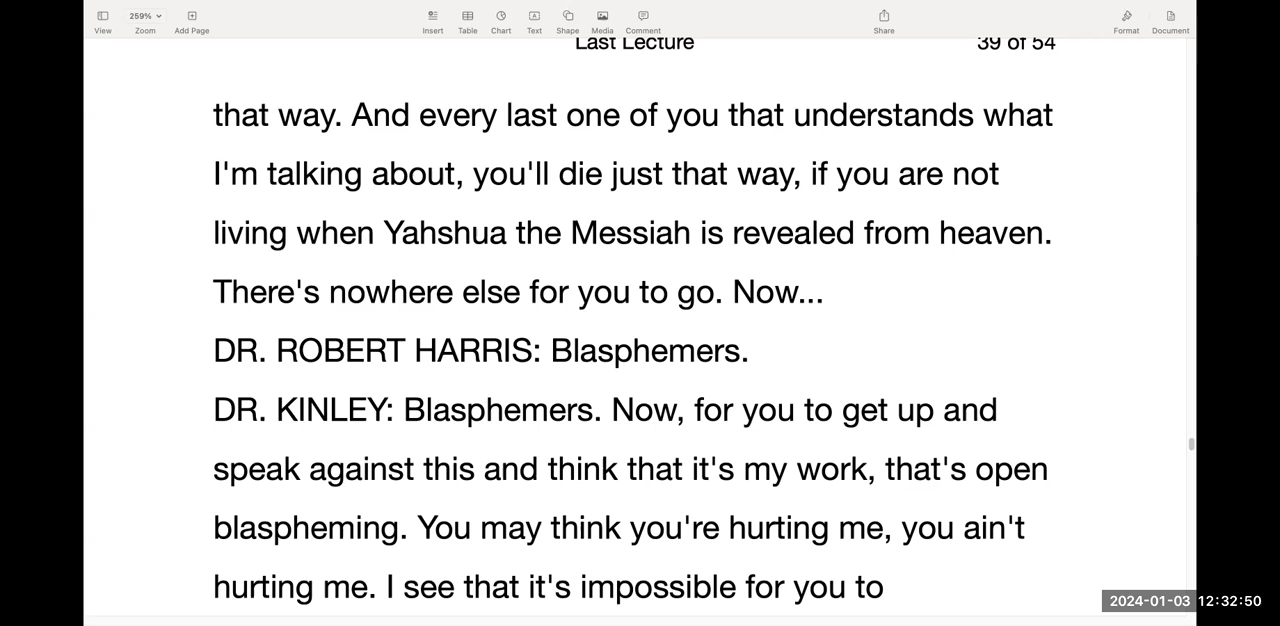 259%
View Zoom Add Page Insert Table Chart Text Shape Media Comment Share Format Document
Last Lecture 39 of 54
that way. And every last one of you that understands what
I'm talking about, you'll die just that way, if you are not
living when Yahshua the Messiah is revealed from heaven.
There's nowhere else for you to go. Now...
DR. ROBERT HARRIS: Blasphemers.
DR. KINLEY: Blasphemers. Now, for you to get up and
speak against this and think that it's my work, that's open
blaspheming. You may think you're hurting me, you ain't
hurting me. I see that it's impossible for you to
2024-01-03 12:32:50